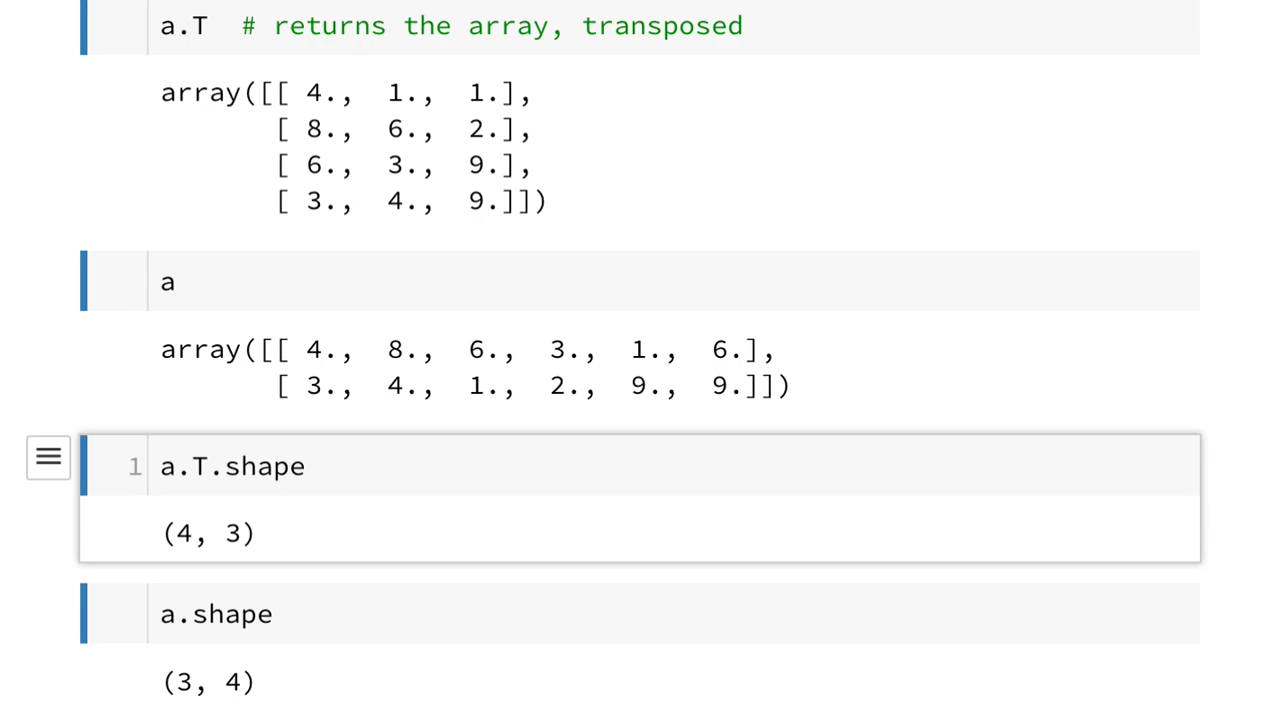 a.T  # returns the array, transposed
array([[ 4.,  1.,  1.],
       [ 8.,  6.,  2.],
       [ 6.,  3.,  9.],
       [ 3.,  4.,  9.]])
a
array([[ 4.,  8.,  6.,  3.,  1.,  6.],
       [ 3.,  4.,  1.,  2.,  9.,  9.]])
1 a.T.shape
(4, 3)
a.shape
(3, 4)